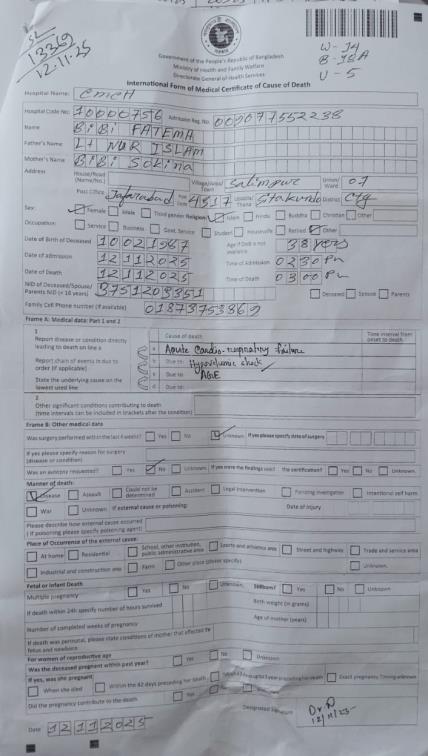 SL
13369
12.11.25
W-14
B-15A
U-5
Government of the People's Republic of Bangladesh
Ministry of Health and Family Welfare
Directorate General of Health Services
International Form of Medical Certificate of Cause of Death
Hospital Name: CMCH
Hospital Code No: 10000756 Admission Reg. No. 002077552238
Name BIBI FATEMA
Father's Name Lt NUR ISLAM
Mother's Name BIBI
Address House/Road (Name/No.) Village/Area/Town Salimpur Union/Ward 07
Post Office Jafarabad Post Code 4317 Upazila/Thana Sitakundo District Ctg
Sex: Female Male Third gender Religion: Islam Hindu Buddha Christian Other
Occupation: Service Business Govt. Service Student Housewife Retired Other
Date of Birth of Deceased 10021987 Age if DoB is not available 38 yers
Date of Admission 12112025 Time of Admission 0230 Pm
Date of Death 12112025 Time of Death 0300 Pm
NID of Deceased/Spouse/Parents NID (< 18 years) 3751203351 Deceased Spouse Parents
Family Cell Phone number (if available) 01873753869
Frame A: Medical data: Part 1 and 2
1 Cause of death Time interval from onset to death
Report disease or condition directly leading to death on line a
a Acute Cardio-respiratory failure
Report chain of events in due to order (if applicable)
b Due to: Hypovolumic shock
State the underlying cause on the lowest used line
c Due to: AGE
d Due to:
2 Other significant conditions contributing to death (time intervals can be included in brackets after the condition)
Frame B: Other medical data
Was surgery performed within the last 4 weeks? Yes No Unknown If yes please specify date of surgery
If yes please specify reason for surgery (disease or condition)
Was an autopsy requested? Yes No Unknown If yes were the findings used in the certification? Yes No Unknown
Manner of death:
Disease Assault Could not be determined Accident Legal intervention Pending investigation Intentional self harm
War Unknown If external cause or poisoning: Date of injury
Please describe how external cause occurred (If poisoning please specify poisoning agent)
Place of Occurrence of the external cause:
At home Residential School, other institution, public administrative area Sports and athletics area Street and highway Trade and service area
Industrial and construction area Farm Other place (please specify) Unknown
Fetal or infant Death
Multiple pregnancy Yes No Unknown Stillborn? Yes No Unknown
If death within 24h specify number of hours survived Birth weight (in grams)
Number of completed weeks of pregnancy Age of mother (years)
If death was perinatal, please state conditions of mother that affected the fetus and newborn
For women of reproductive age
Was the deceased pregnant within past year? Yes No Unknown
If yes, was she pregnant
When she died Within the 42 days preceding her death Exact pregnancy timing unknown
Did the pregnancy contribute to the death Yes No
Date 12112025 Designated Signature
12/11/25